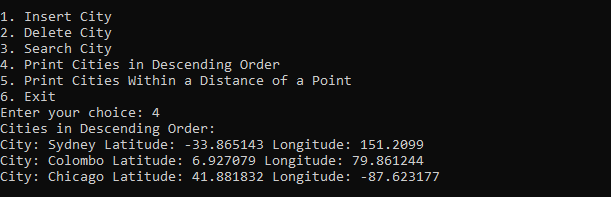 1. Insert City
2. Delete City
3. Search City
4. Print Cities in Descending Order
5. Print Cities Within a Distance of a Point
6. Exit
Enter your choice: 4
Cities in Descending Order:
City: Sydney Latitude: -33.865143 Longitude: 151.2099
City: Colombo Latitude: 6.927079 Longitude: 79.861244
City: Chicago Latitude: 41.881832 Longitude: -87.623177